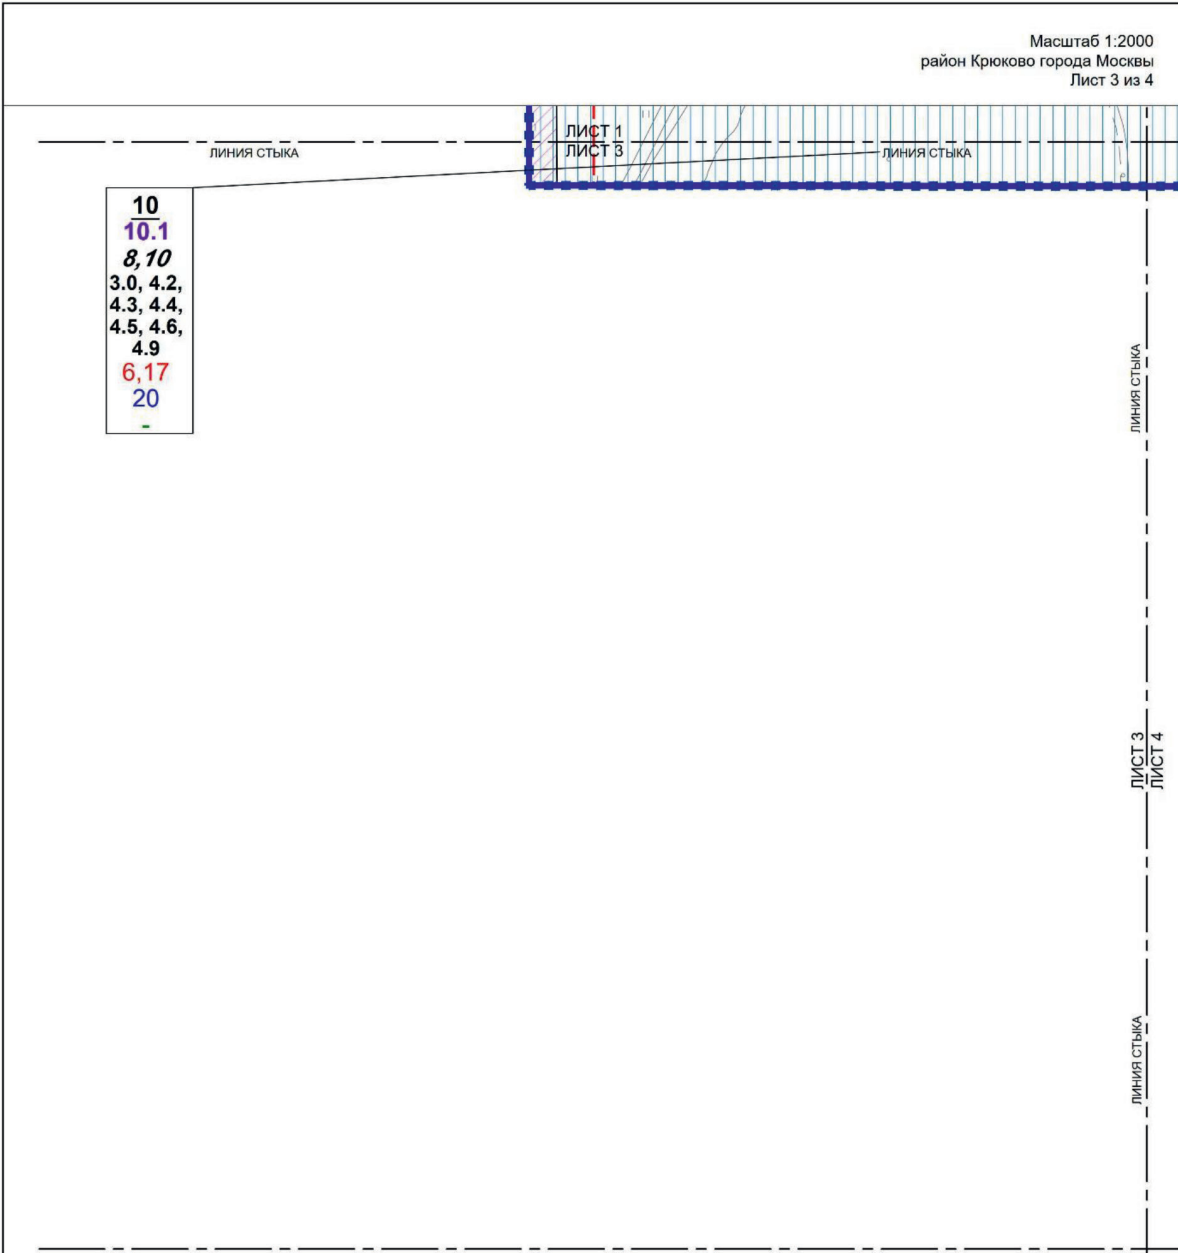 Масштаб 1:2000
район Крюково города Москвы
Лист 3 из 4
ЛИСТ 1
ЛИНИЯ СТЫКА
ЛИСТ 3
ЛИНИЯ СТЫКА
10
10.1
8,10
3.0, 4.2,
4.3, 4.4,
4.5, 4.6,
4.9
6,17
20
-
ЛИНИЯ СТЫКА
ЛИСТ 3
ЛИСТ 4
ЛИНИЯ СТЫКА